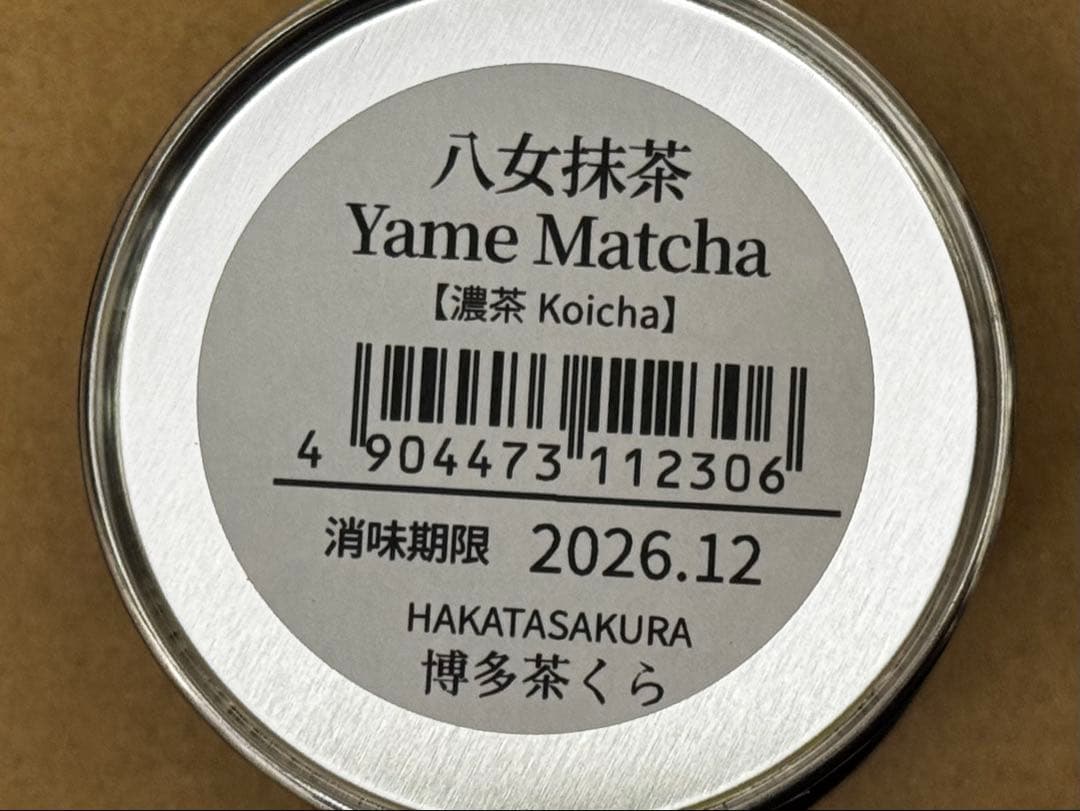 八女抹茶
Yame Matcha
【濃茶 Koicha】
4 904473 112306
消味期限 2026.12
HAKATASAKURA
博多茶くら